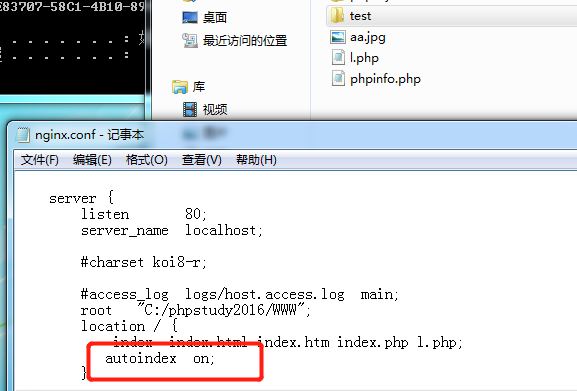 E83707-58C1-4B10-89
桌面
最近访问的位置
库
视频
test
aa.jpg
l.php
phpinfo.php
nginx.conf - 记事本
文件(F) 编辑(E) 格式(O) 查看(V) 帮助(H)
server {
listen 80;
server_name localhost;
#charset koi8-r;
#access_log logs/host.access.log main;
root "C:/phpstudy2016/WWW";
location / {
index index.html index.htm index.php l.php;
autoindex on;
}